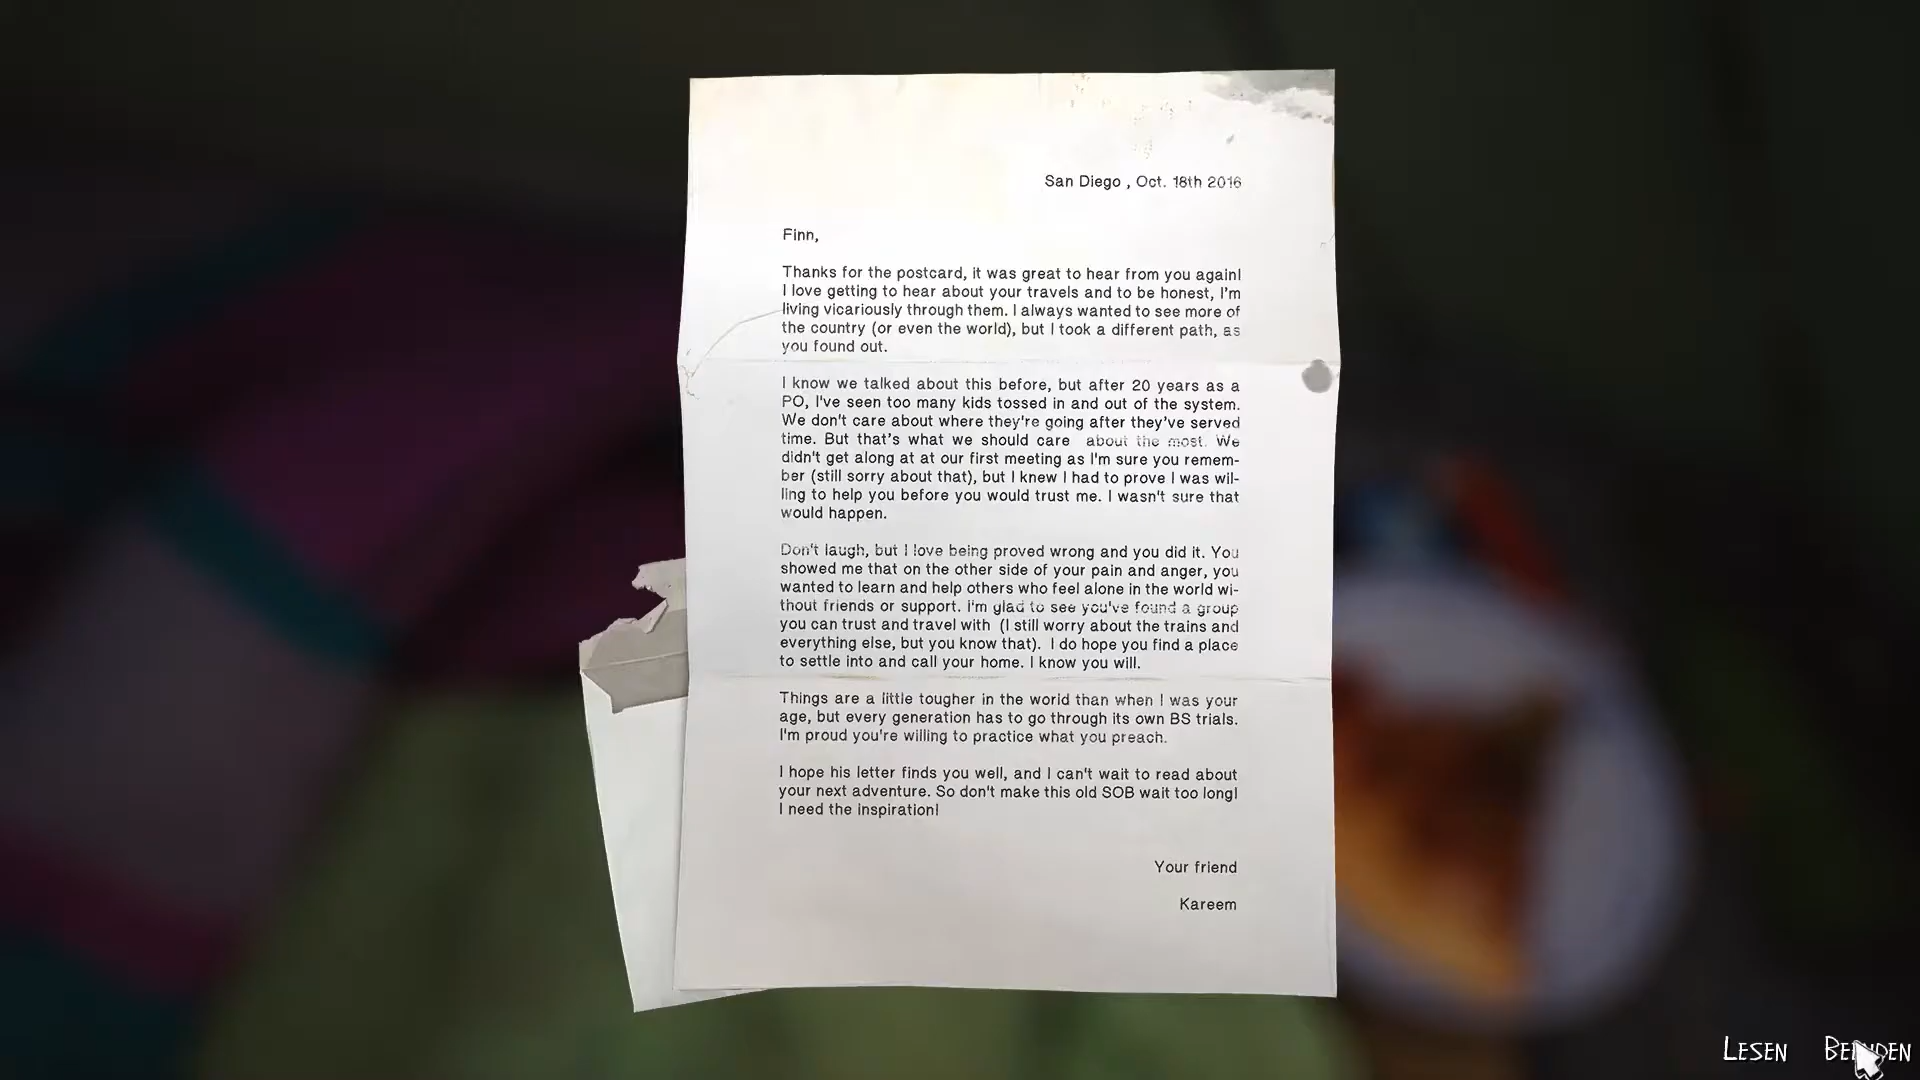 San Diego , Oct. 18th 2016
Finn,
Thanks for the postcard, it was great to hear from you again!
I love getting to hear about your travels and to be honest, I'm
living vicariously through them. I always wanted to see more of
the country (or even the world), but I took a different path, as
you found out.
I know we talked about this before, but after 20 years as a
PO, I've seen too many kids tossed in and out of the system.
We don't care about where they're going after they've served
time. But that's what we should care about the most. We
didn't get along at at our first meeting as I'm sure you remem-
ber (still sorry about that), but I knew I had to prove I was wil-
ling to help you before you would trust me. I wasn't sure that
would happen.
Don't laugh, but I love being proved wrong and you did it. You
showed me that on the other side of your pain and anger, you
wanted to learn and help others who feel alone in the world wi-
thout friends or support. I'm glad to see you've found a group
you can trust and travel with (I still worry about the trains and
everything else, but you know that). I do hope you find a place
to settle into and call your home. I know you will.
Things are a little tougher in the world than when I was your
age, but every generation has to go through its own BS trials.
I'm proud you're willing to practice what you preach.
I hope his letter finds you well, and I can't wait to read about
your next adventure. So don't make this old SOB wait too long!
I need the inspiration!
Your friend
Kareem
LESEN BEENDEN